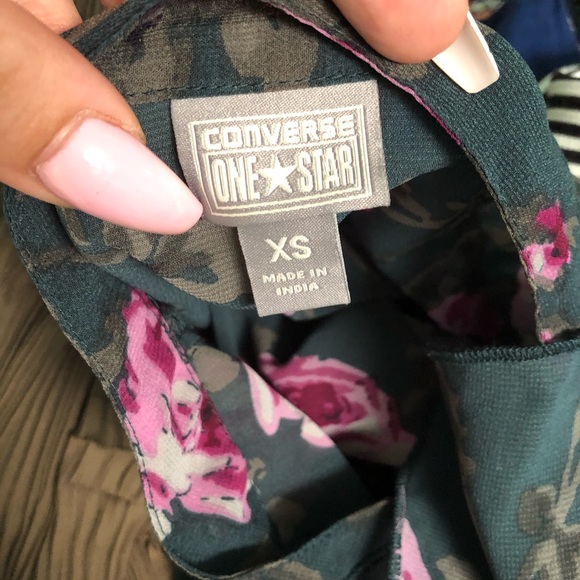 CONVERSE
ONE ★ STAR
XS
MADE IN
INDIA